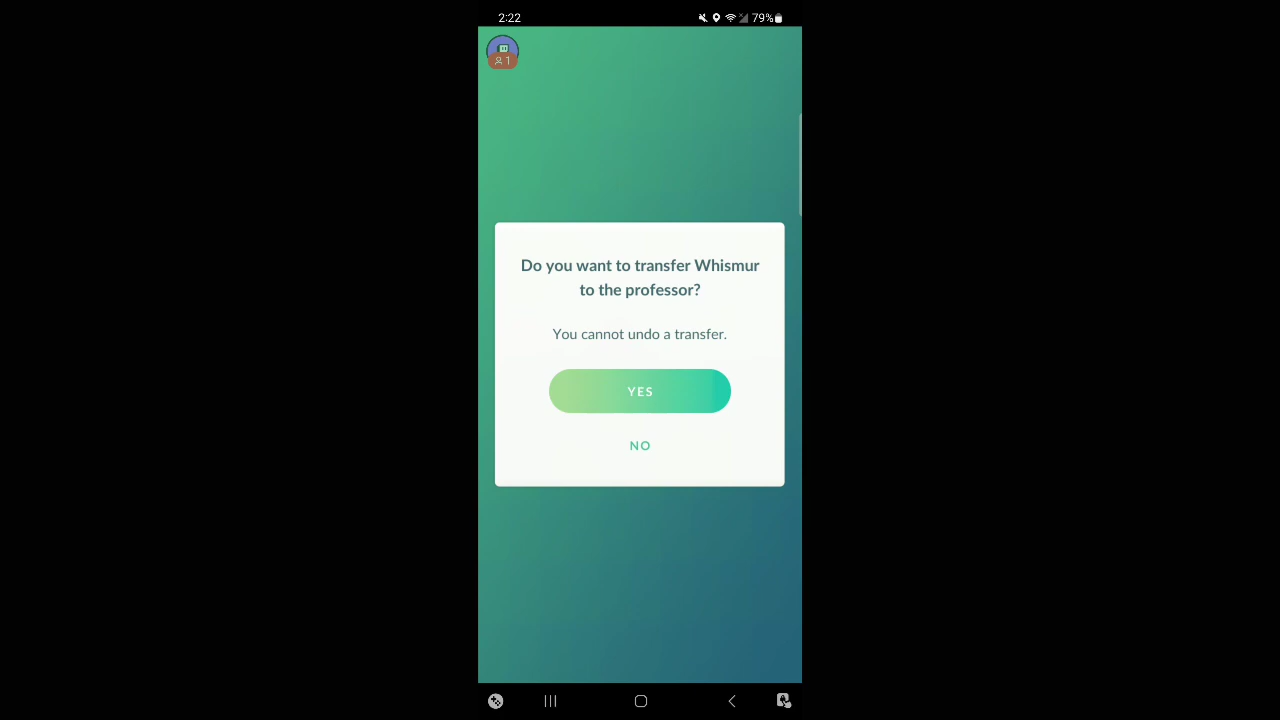 2:22
79%
1
Do you want to transfer Whismur
to the professor?
You cannot undo a transfer.
YES
NO